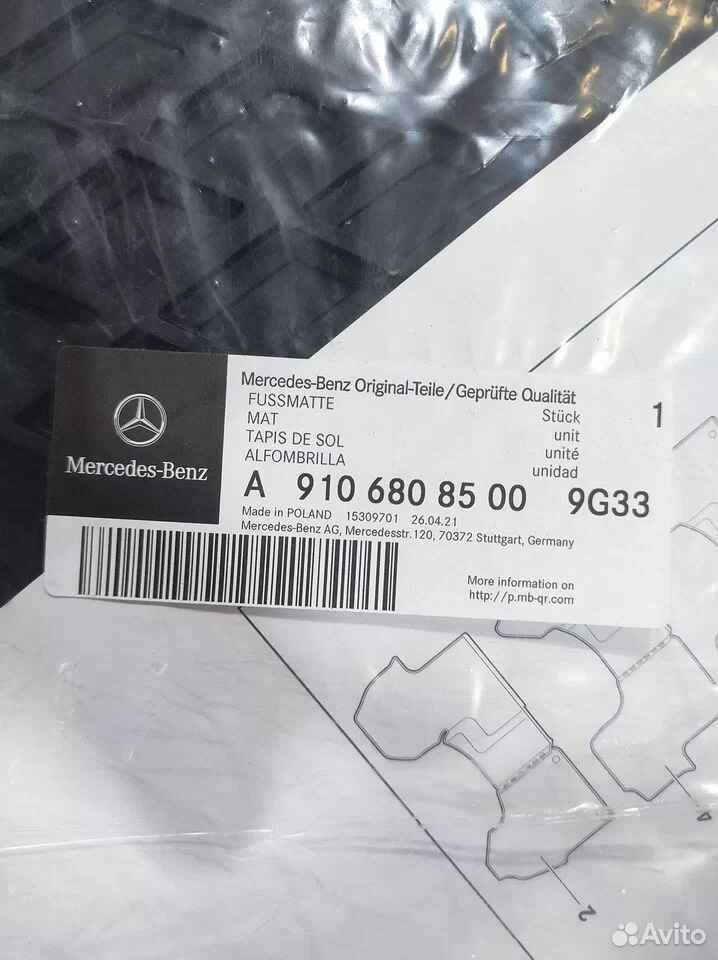 Mercedes-Benz
Mercedes-Benz Original-Teile/Geprüfte Qualität
FUSSMATTE Stück 1
MAT unit
TAPIS DE SOL unité
ALFOMBRILLA unidad
A 910 680 85 00 9G33
Made in POLAND 15309701 26.04.21
Mercedes-Benz AG, Mercedesstr.120, 70372 Stuttgart, Germany
More information on
http://p.mb-qr.com
4
2
Avito